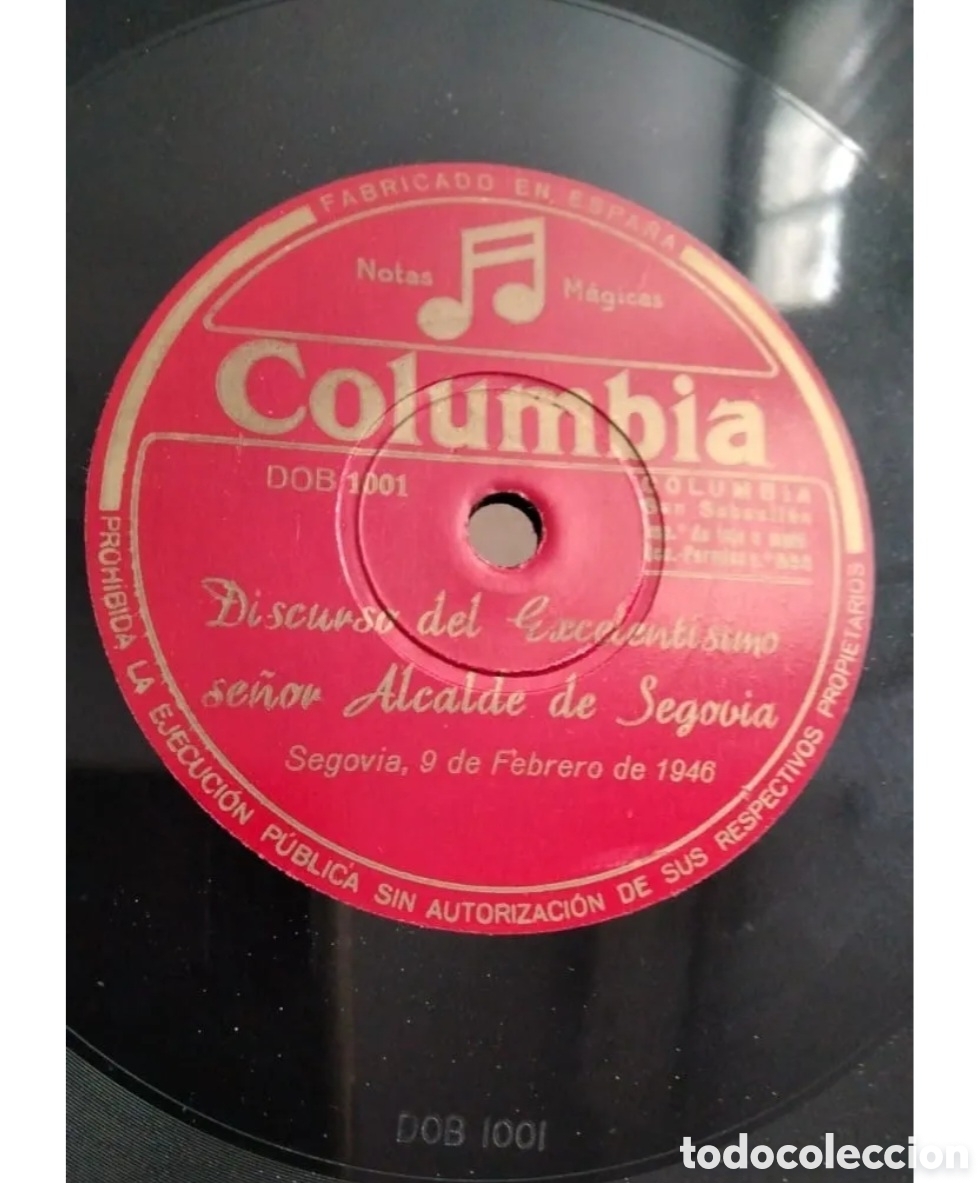 FABRICADO EN ESPAÑA
Notas Mágicas
Columbia
DOB 1001
COLUMBIA
San Sebastián
Discurso del Excelentísimo
señor Alcalde de Segovia
Segovia, 9 de Febrero de 1946
PROHIBIDA LA EJECUCIÓN PÚBLICA SIN AUTORIZACIÓN DE SUS RESPECTIVOS PROPIETARIOS
DOB 1001
todocoleccion